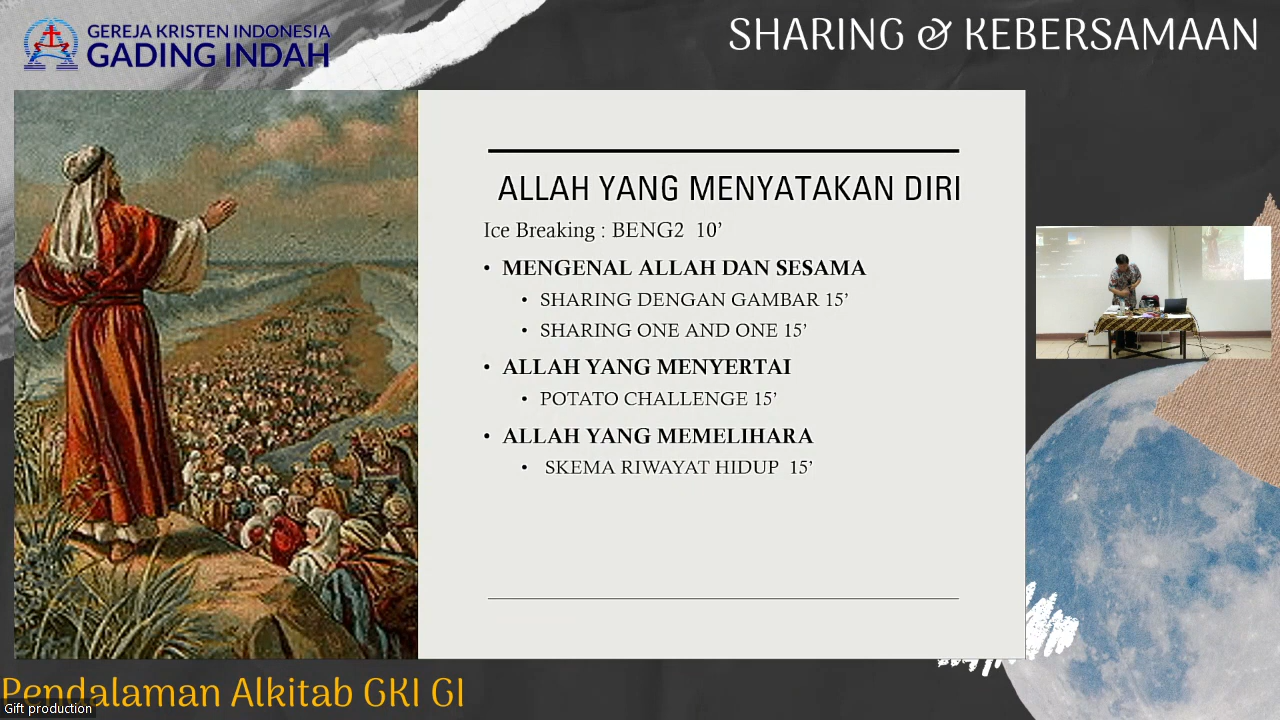 GEREJA KRISTEN INDONESIA
GADING INDAH
SHARING & KEBERSAMAAN
ALLAH YANG MENYATAKAN DIRI
Ice Breaking : BENG2 10’
• MENGENAL ALLAH DAN SESAMA
• SHARING DENGAN GAMBAR 15’
• SHARING ONE AND ONE 15’
• ALLAH YANG MENYERTAI
• POTATO CHALLENGE 15’
• ALLAH YANG MEMELIHARA
• SKEMA RIWAYAT HIDUP 15’
Pendalaman Alkitab GKI GI
Gift production